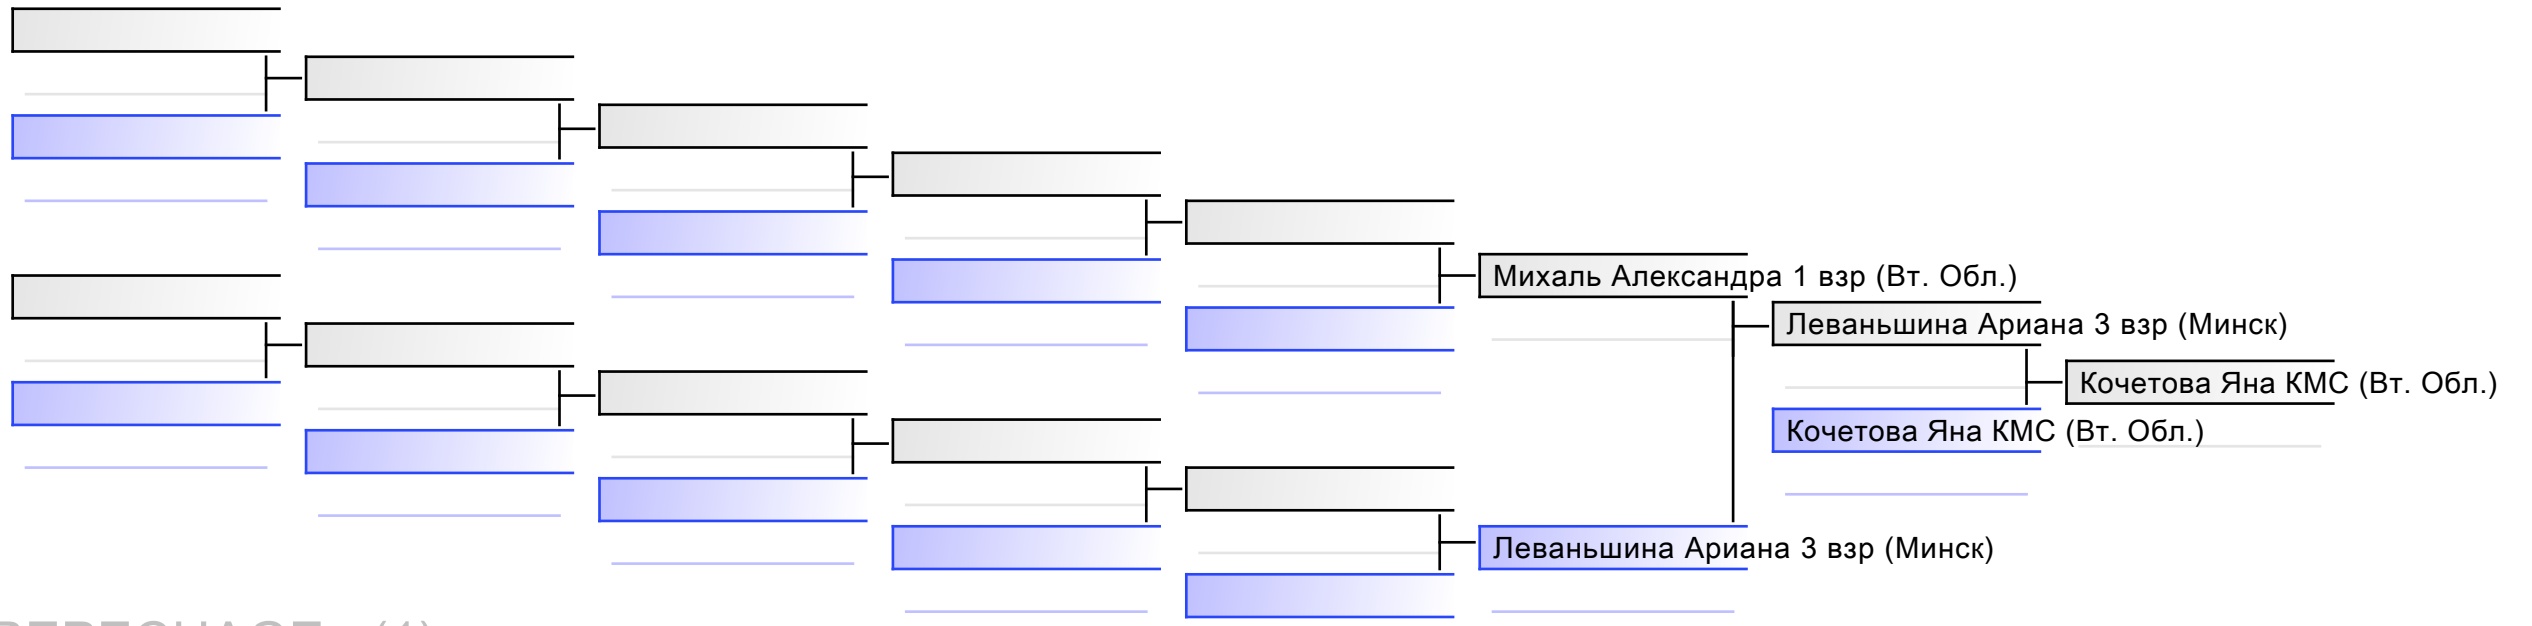 Михаль Александра 1 взр (Вт. Обл.)
Леваньшина Ариана 3 взр (Минск)
Кочетова Яна КМС (Вт. Обл.)
Кочетова Яна КМС (Вт. Обл.)
Леваньшина Ариана 3 взр (Минск)